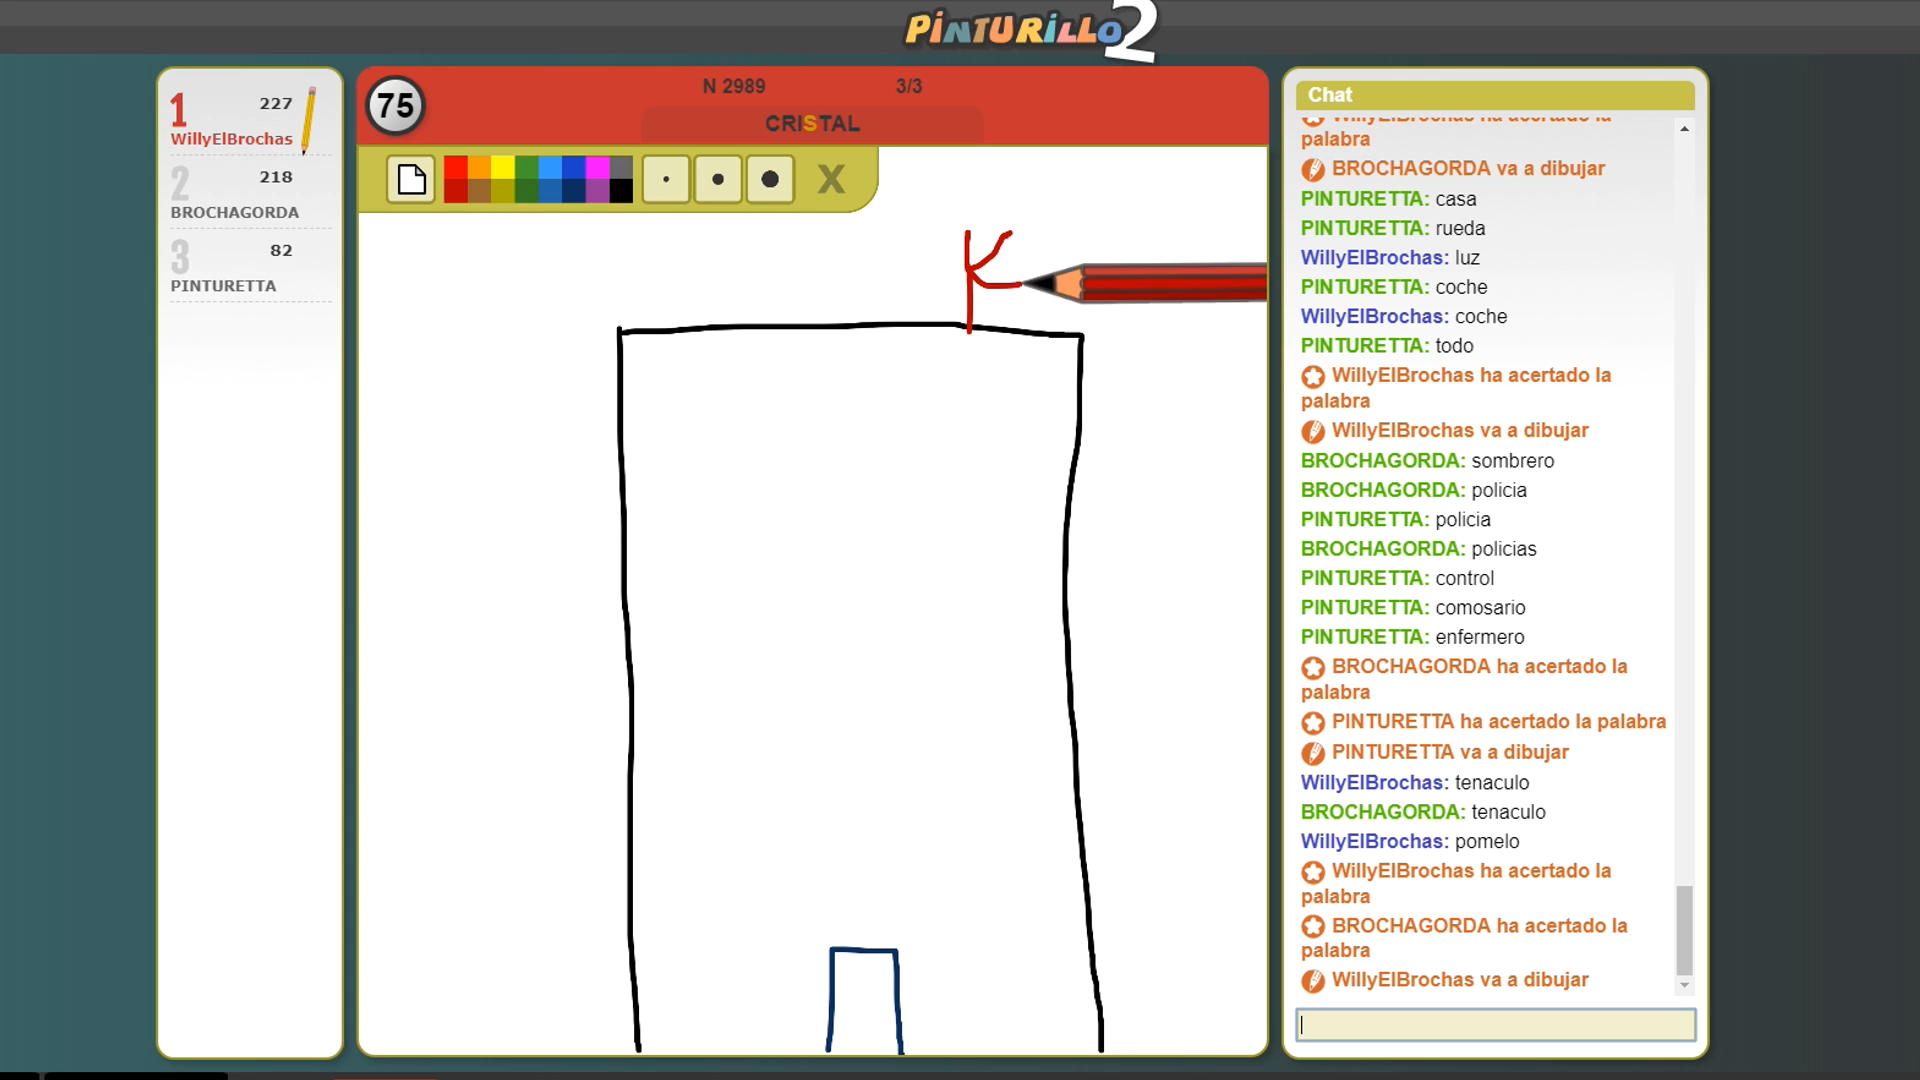 PINTURILLO2
1 227
WillyElBrochas
2 218
BROCHAGORDA
3 82
PINTURETTA
75
N 2989 3/3
CRISTAL
X
K
Chat
WillyElBrochas ha acertado la
palabra
BROCHAGORDA va a dibujar
PINTURETTA: casa
PINTURETTA: rueda
WillyElBrochas: luz
PINTURETTA: coche
WillyElBrochas: coche
PINTURETTA: todo
WillyElBrochas ha acertado la
palabra
WillyElBrochas va a dibujar
BROCHAGORDA: sombrero
BROCHAGORDA: policia
PINTURETTA: policia
BROCHAGORDA: policias
PINTURETTA: control
PINTURETTA: comosario
PINTURETTA: enfermero
BROCHAGORDA ha acertado la
palabra
PINTURETTA ha acertado la palabra
PINTURETTA va a dibujar
WillyElBrochas: tenaculo
BROCHAGORDA: tenaculo
WillyElBrochas: pomelo
WillyElBrochas ha acertado la
palabra
BROCHAGORDA ha acertado la
palabra
WillyElBrochas va a dibujar